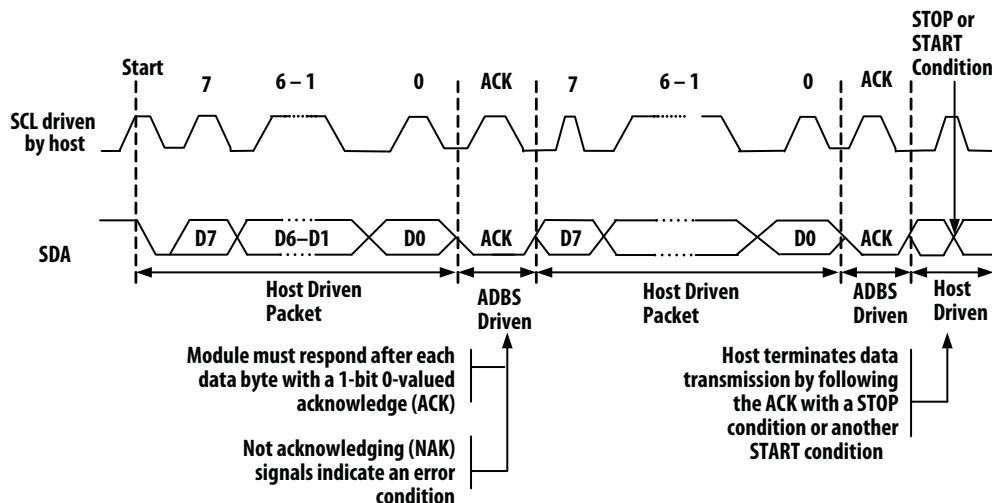 STOP or
START
Condition
Start
7
6 – 1
0
ACK
7
6 – 1
0
ACK
SCL driven
by host
SDA
D7
D6–D1
D0
ACK
D7
D0
ACK
Host Driven
Packet
ADBS
Driven
Host Driven
Packet
ADBS
Driven
Host
Driven
Module must respond after each
data byte with a 1-bit 0-valued
acknowledge (ACK)
Not acknowledging (NAK)
signals indicate an error
condition
Host terminates data
transmission by following
the ACK with a STOP
condition or another
START condition